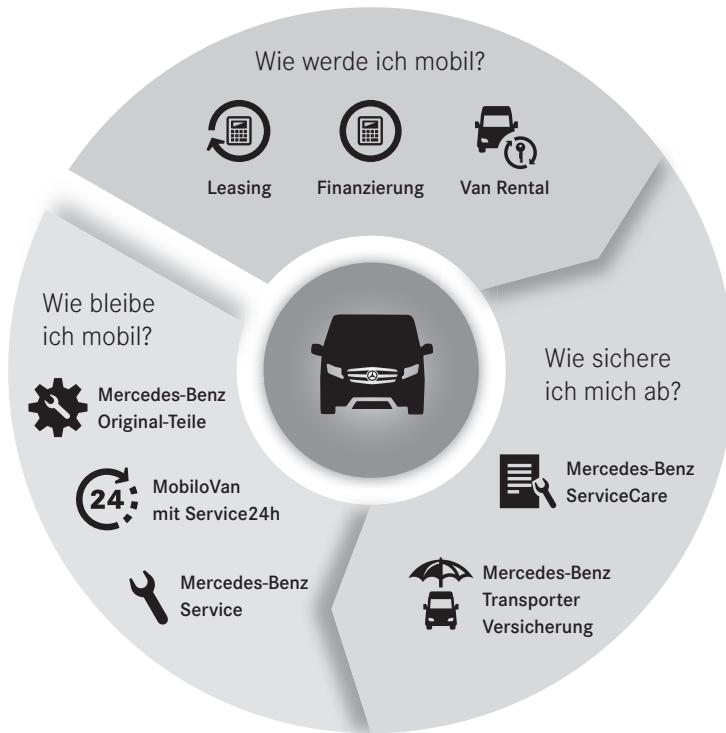 Wie werde ich mobil?
Leasing
Finanzierung
Van Rental
Wie sichere
ich mich ab?
Mercedes-Benz
ServiceCare
Mercedes-Benz
Transporter
Versicherung
Wie bleibe
ich mobil?
Mercedes-Benz
Original-Teile
24
MobiloVan
mit Service24h
Mercedes-Benz
Service